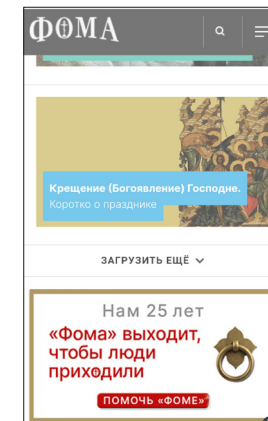 ФОМА
Крещение (Богоявление) Господне.
Коротко о празднике
ЗАГРУЗИТЬ ЕЩЁ
Нам 25 лет
«Фома» выходит,
чтобы люди
приходили
ПОМОЧЬ «ФОМЕ»